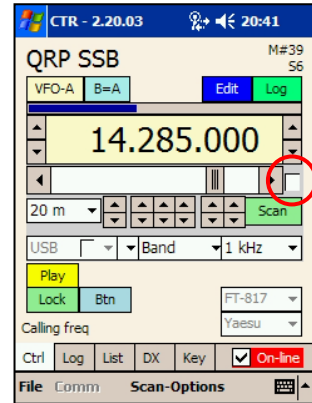 CTR - 2.20.03 20:41
QRP SSB M#39
S6
VFO-A B=A Edit Log
14.285.000
20 m Scan
USB Band 1 kHz
Play
Lock Btn FT-817
Calling freq Yaesu
Ctrl Log List DX Key On-line
File Comm Scan-Options